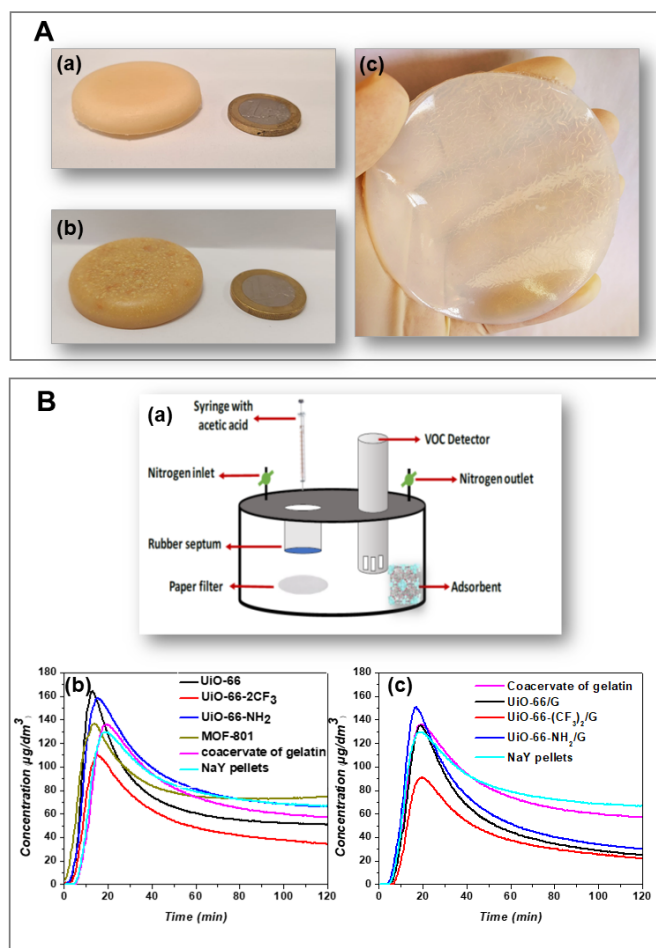 A
(a)
(b)
(c)
B
(a)
Syringe with
acetic acid
VOC Detector
Nitrogen inlet
Nitrogen outlet
Rubber septum
Paper filter
Adsorbent
(b)
UiO-66
UiO-66-2CF3
UiO-66-NH2
MOF-801
coacervate of gelatin
NaY pellets
Concentration µg/dm3
180
160
140
120
100
80
60
40
20
0
0 20 40 60 80 100 120
Time (min)
(c)
Coacervate of gelatin
UiO-66/G
UiO-66-(CF3)2/G
UiO-66-NH2/G
NaY pellets
Concentration µg/dm3
180
160
140
120
100
80
60
40
20
0
0 20 40 60 80 100 120
Time (min)